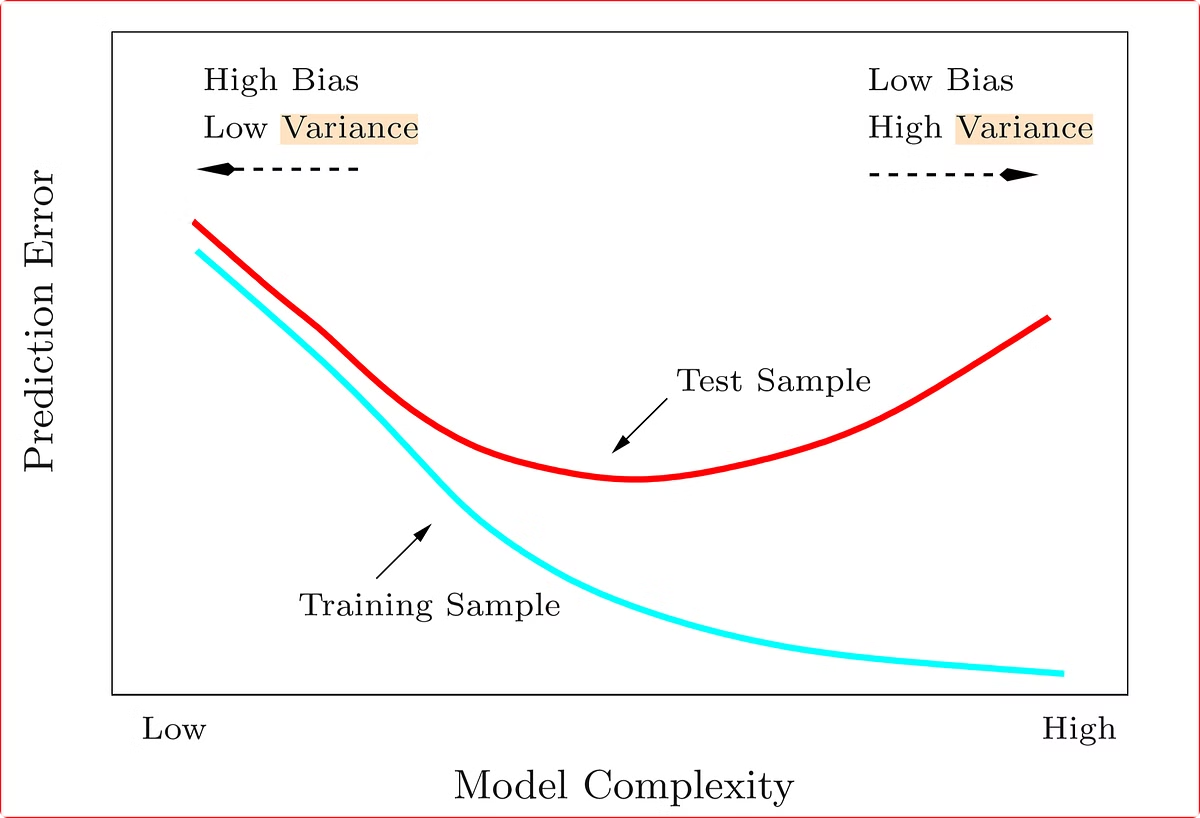 High Bias
Low Variance
Low Bias
High Variance
Prediction Error
Test Sample
Training Sample
Low
High
Model Complexity